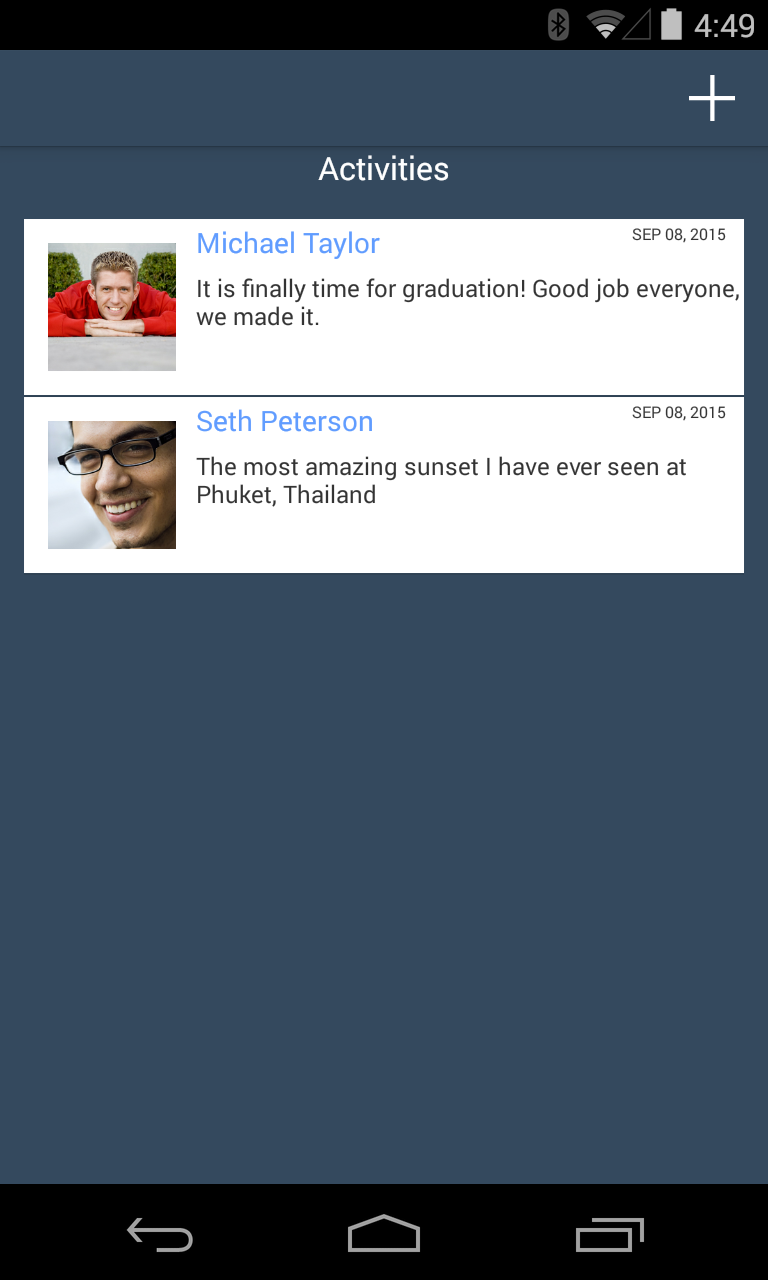 4:49
Activities
Michael Taylor
SEP 08, 2015
It is finally time for graduation! Good job everyone,
we made it.
Seth Peterson
SEP 08, 2015
The most amazing sunset I have ever seen at
Phuket, Thailand